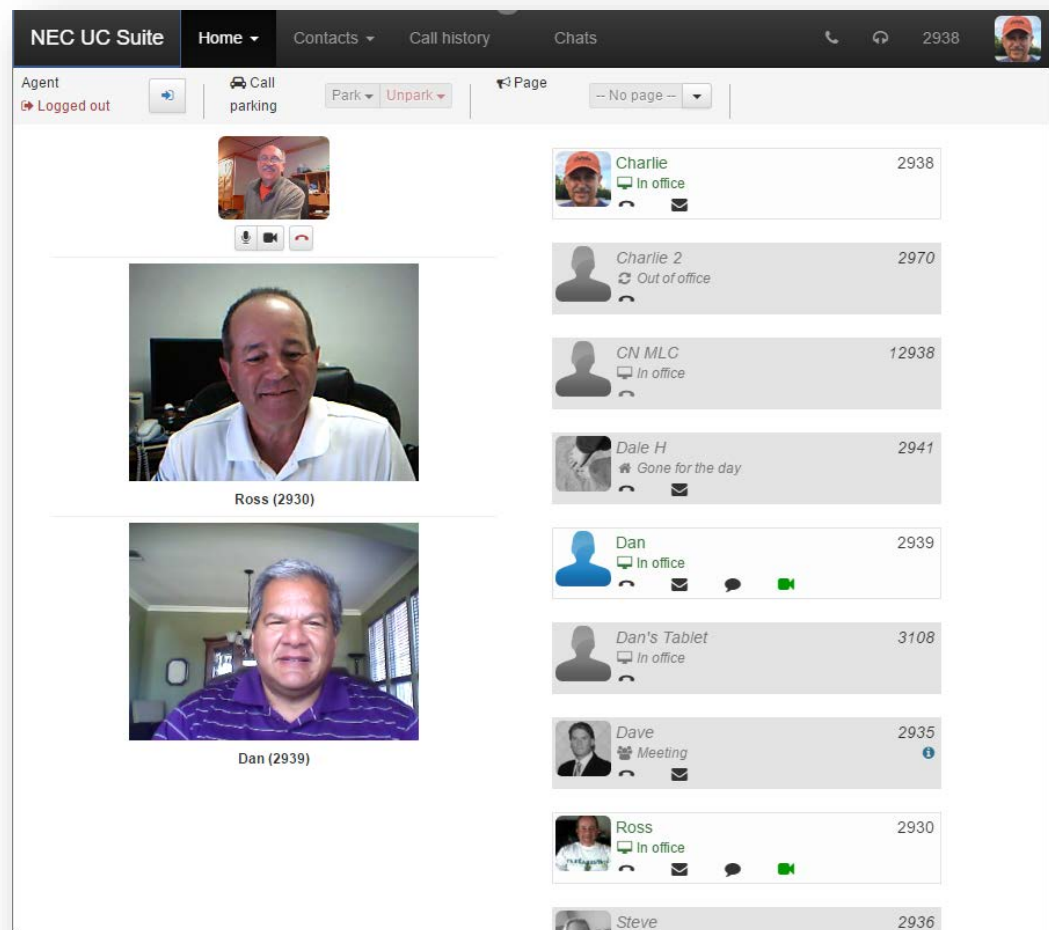 NEC UC Suite Home Contacts Call history Chats 2938
Agent
Logged out
Call
parking
Park Unpark
Page
-- No page --
Ross (2930)
Dan (2939)
Charlie 2938
In office
Charlie 2 2970
Out of office
CN MLC 12938
In office
Dale H 2941
Gone for the day
Dan 2939
In office
Dan's Tablet 3108
In office
Dave 2935
Meeting
Ross 2930
In office
Steve 2936